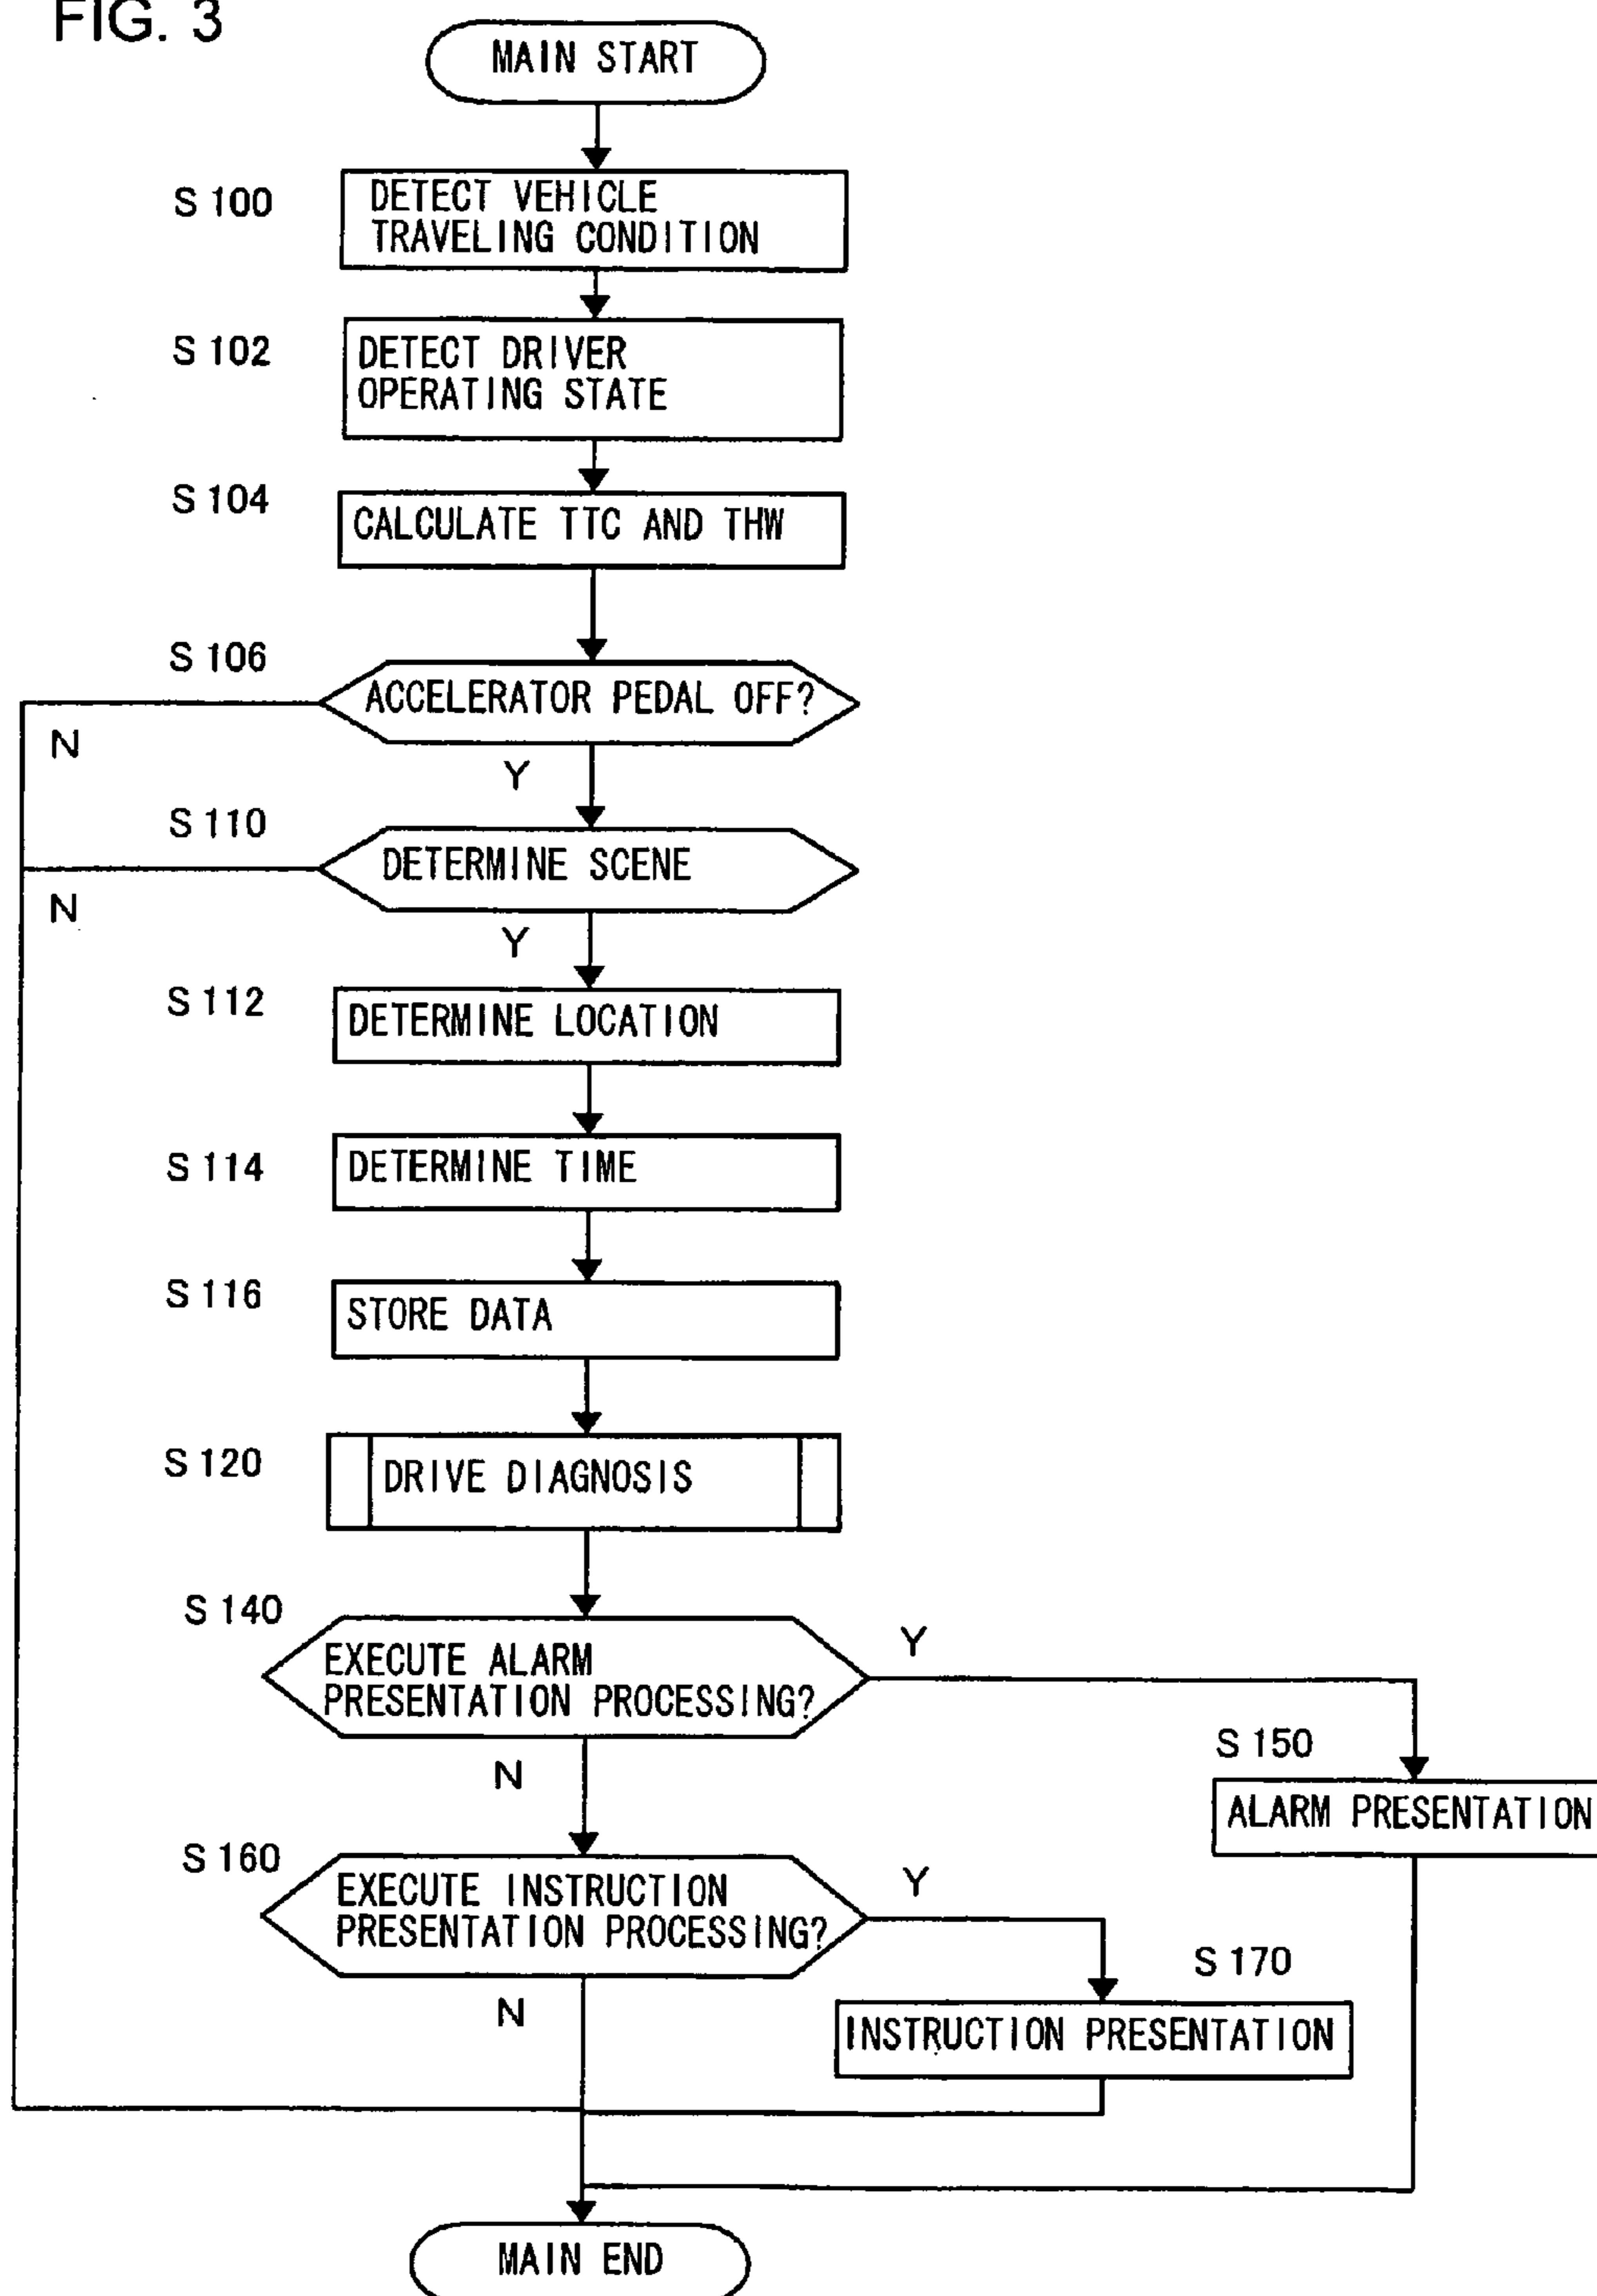 FIG. 3
MAIN START
S 100
DETECT VEHICLE
TRAVELING CONDITION
S 102
DETECT DRIVER
OPERATING STATE
S 104
CALCULATE TTC AND THW
S 106
ACCELERATOR PEDAL OFF?
N
Y
S 110
DETERMINE SCENE
N
Y
S 112
DETERMINE LOCATION
S 114
DETERMINE TIME
S 116
STORE DATA
S 120
DRIVE DIAGNOSIS
S 140
EXECUTE ALARM
PRESENTATION PROCESSING?
Y
N
S 150
ALARM PRESENTATION
S 160
EXECUTE INSTRUCTION
PRESENTATION PROCESSING?
Y
N
S 170
INSTRUCTION PRESENTATION
MAIN END